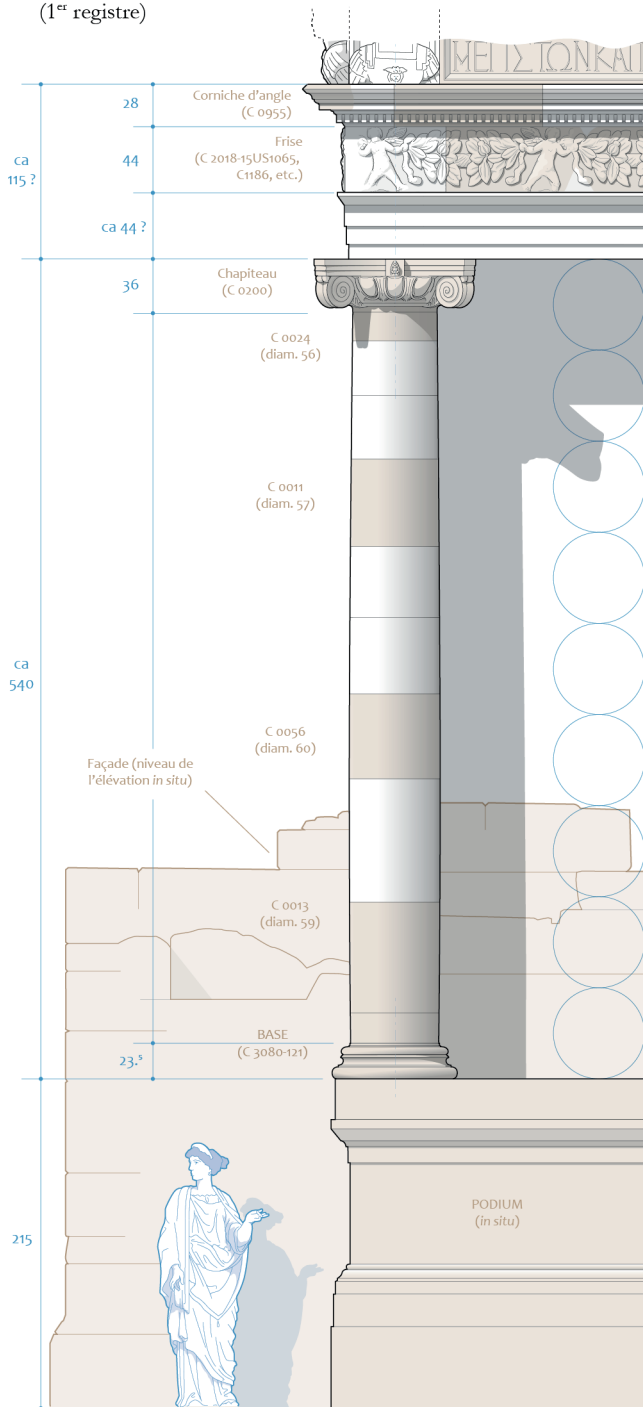 (1er registre)
ΜΕΓΙΣΤΩΝ ΚΑΙ
28
Corniche d'angle
(C 0955)
ca
115 ?
44
Frise
(C 2018-15US1065,
C1186, etc.)
ca 44 ?
36
Chapiteau
(C 0200)
C 0024
(diam. 56)
C 0011
(diam. 57)
ca
540
C 0056
(diam. 60)
Façade (niveau de
l'élévation in situ)
C 0013
(diam. 59)
23.5
BASE
(C 3080-121)
215
PODIUM
(in situ)